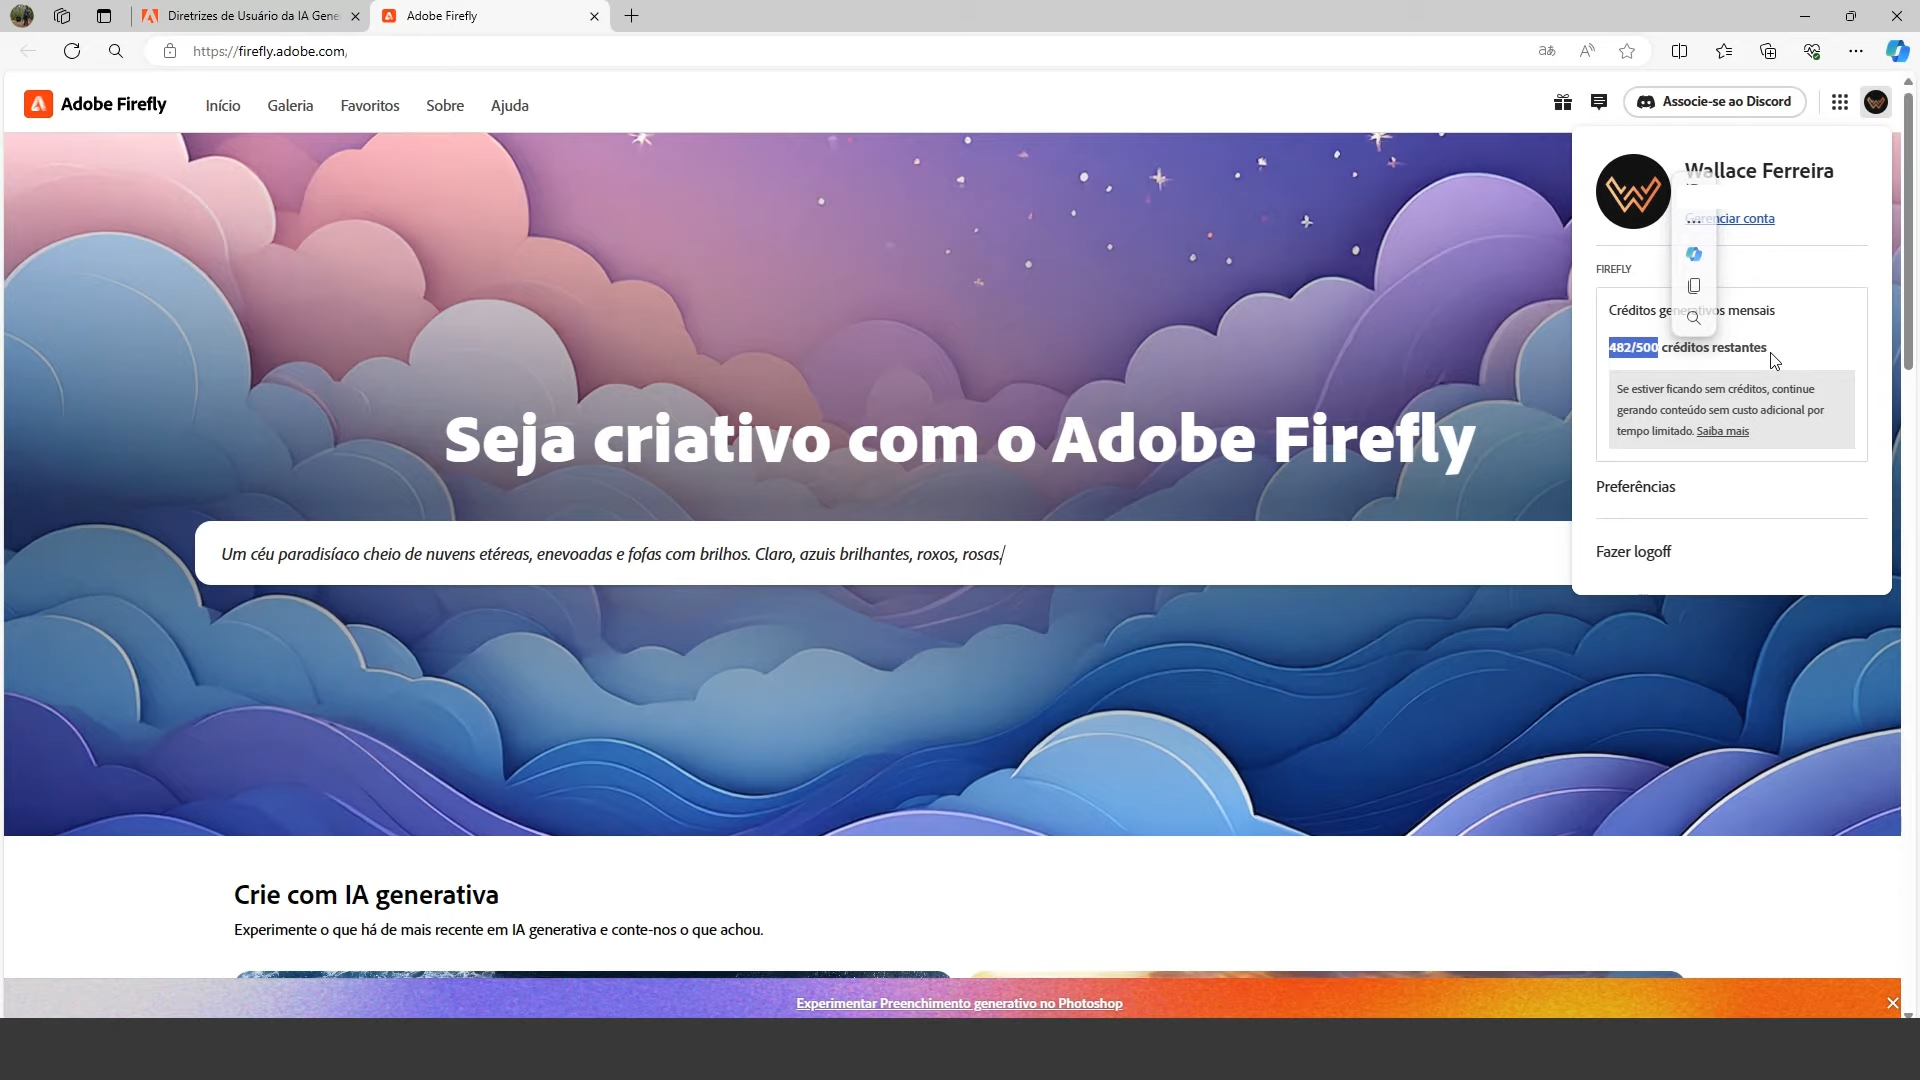 Diretrizes de Usuário da IA Gene
Adobe Firefly
https://firefly.adobe.com
Adobe Firefly
Início
Galeria
Favoritos
Sobre
Ajuda
Associe-se ao Discord
Wallace Ferreira
Gerenciar conta
FIREFLY
Créditos generativos mensais
482/500 créditos restantes
Se estiver ficando sem créditos, continue
gerando conteúdo sem custo adicional por
tempo limitado. Saiba mais
Preferências
Fazer logoff
Seja criativo com o Adobe Firefly
Um céu paradisíaco cheio de nuvens etéreas, enevoadas e fofas com brilhos. Claro, azuis brilhantes, roxos, rosas,
Crie com IA generativa
Experimente o que há de mais recente em IA generativa e conte-nos o que achou.
Experimentar Preenchimento generativo no Photoshop